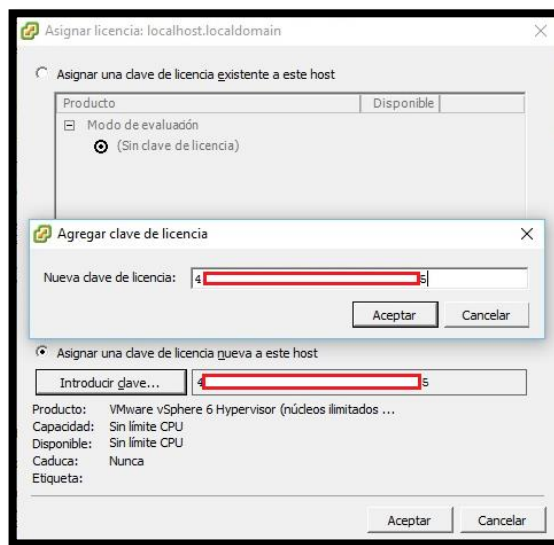 Asignar licencia: localhost.localdomain
Asignar una clave de licencia existente a este host
Producto Disponible
Modo de evaluación
(Sin clave de licencia)
Agregar clave de licencia
Nueva clave de licencia: 4 5
Aceptar Cancelar
Asignar una clave de licencia nueva a este host
Introducir clave... 4 5
Producto: VMware vSphere 6 Hypervisor (núcleos ilimitados ...
Capacidad: Sin límite CPU
Disponible: Sin límite CPU
Caduca: Nunca
Etiqueta:
Aceptar Cancelar